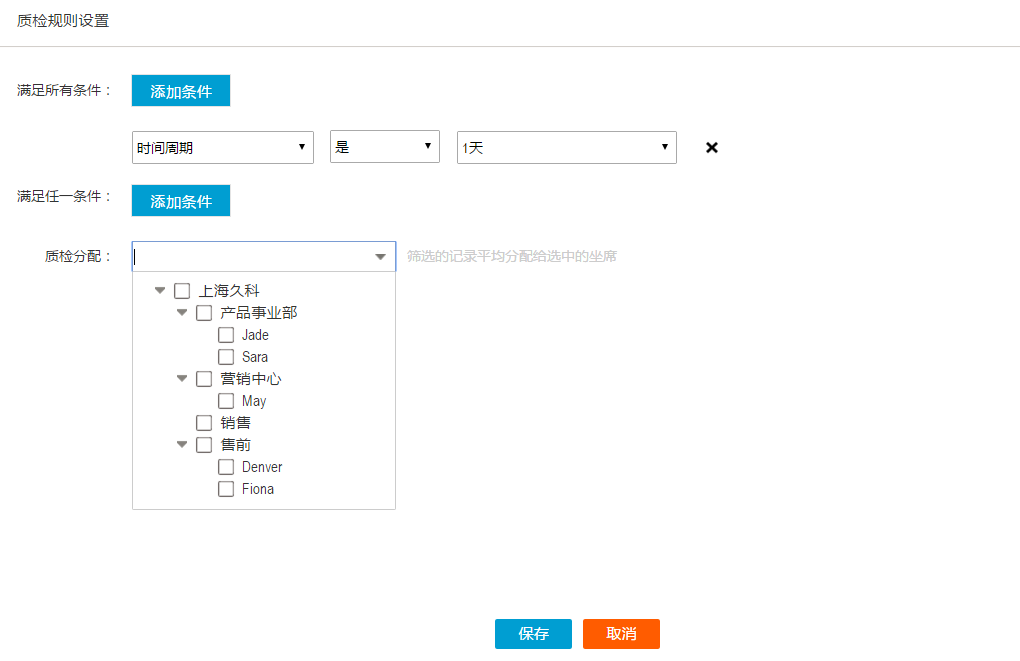 质检规则设置
满足所有条件： 添加条件
时间周期 是 1天
满足任一条件： 添加条件
质检分配： 筛选的记录平均分配给选中的坐席
上海久科
产品事业部
Jade
Sara
营销中心
May
销售
售前
Denver
Fiona
保存 取消